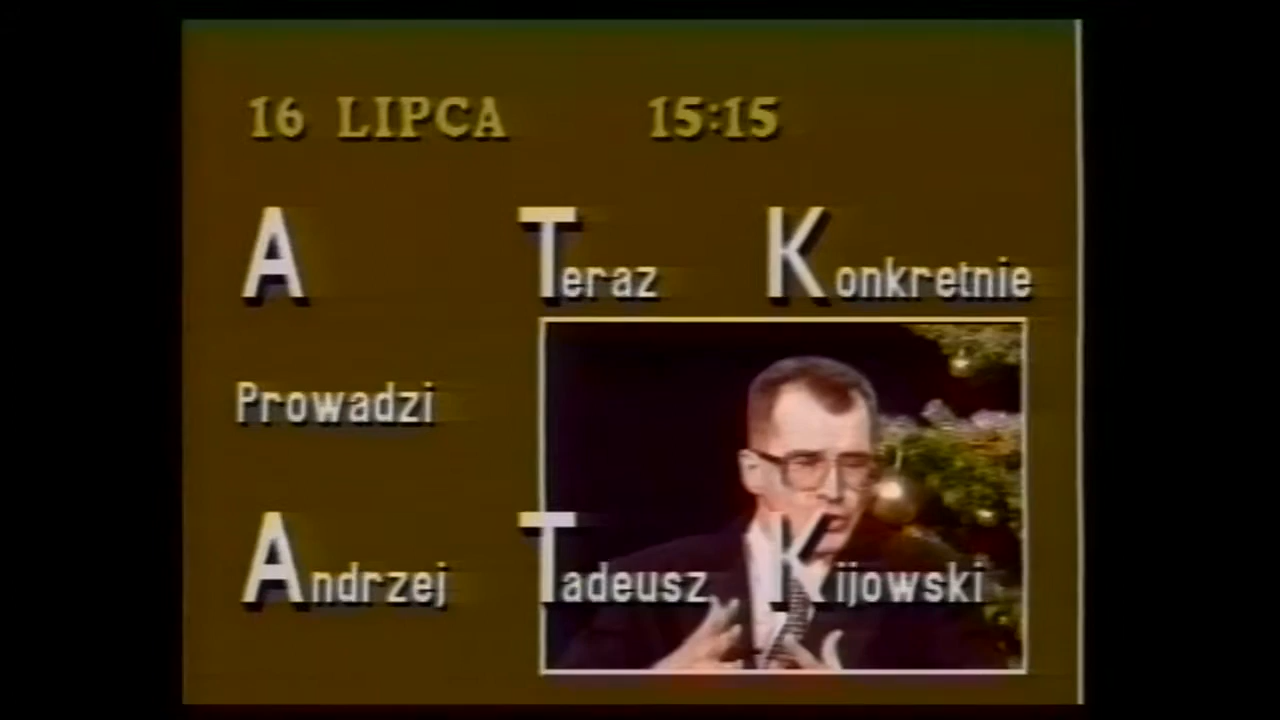 16 LIPCA 15:15
A Teraz Konkretnie
Prowadzi
Andrzej Tadeusz Kijowski